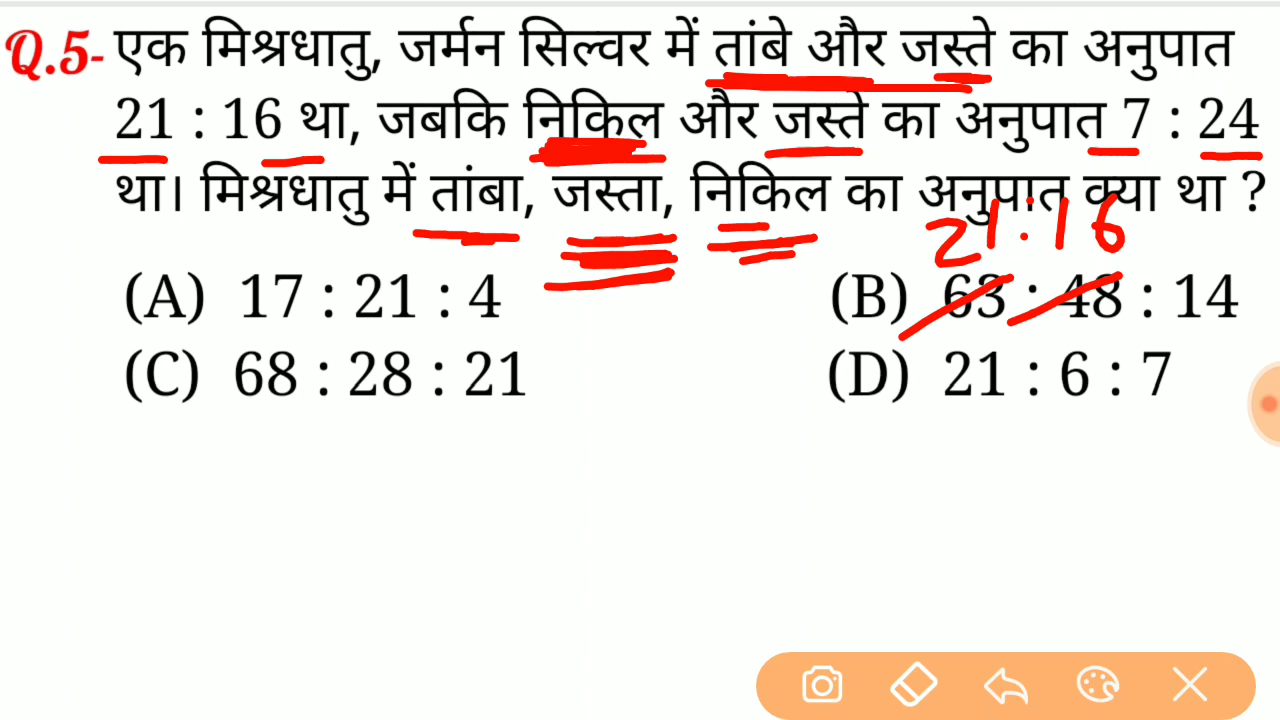 Q.5- एक मिश्रधातु, जर्मन सिल्वर में तांबे और जस्ते का अनुपात
21 : 16 था, जबकि निकिल और जस्ते का अनुपात 7 : 24
था। मिश्रधातु में तांबा, जस्ता, निकिल का अनुपात क्या था ?
21:16
(A) 17 : 21 : 4 (B) 63 : 48 : 14
(C) 68 : 28 : 21 (D) 21 : 6 : 7